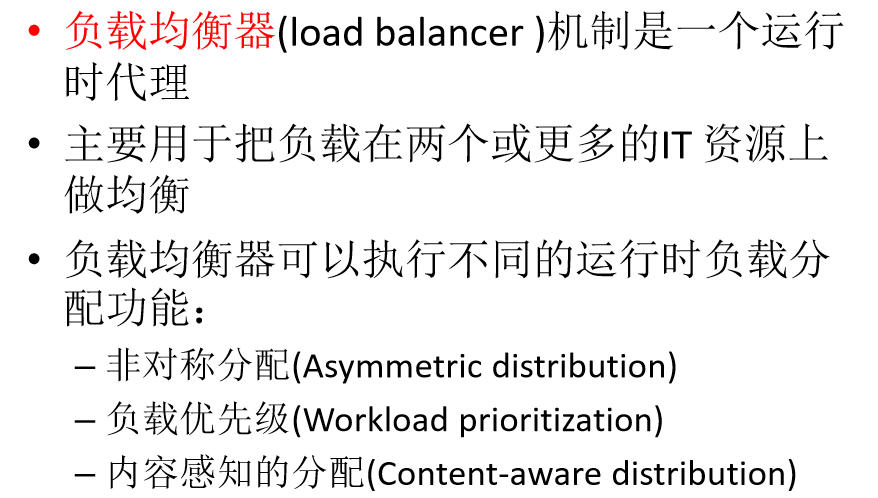 • 负载均衡器(load balancer )机制是一个运行
时代理
• 主要用于把负载在两个或更多的IT 资源上
做均衡
• 负载均衡器可以执行不同的运行时负载分
配功能：
– 非对称分配(Asymmetric distribution)
– 负载优先级(Workload prioritization)
– 内容感知的分配(Content-aware distribution)